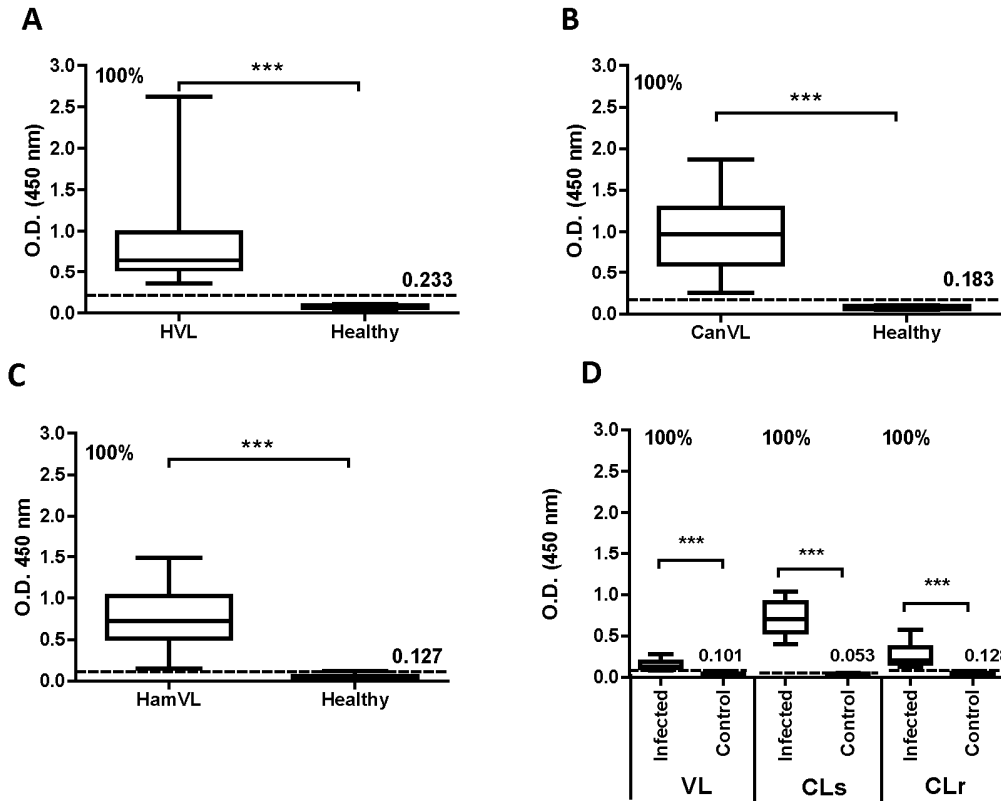 A
O.D. (450 nm)
3.0
2.5
2.0
1.5
1.0
0.5
0.0
100%
***
0.233
HVL Healthy
B
O.D. (450 nm)
3.0
2.5
2.0
1.5
1.0
0.5
0.0
100%
***
0.183
CanVL Healthy
C
O.D. 450 nm
3.0
2.5
2.0
1.5
1.0
0.5
0.0
100%
***
0.127
HamVL Healthy
D
O.D. (450 nm)
3.0
2.5
2.0
1.5
1.0
0.5
0.0
100% 100% 100%
*** *** ***
0.101 0.053
Infected Control Infected Control Infected Control
VL CLs CLr